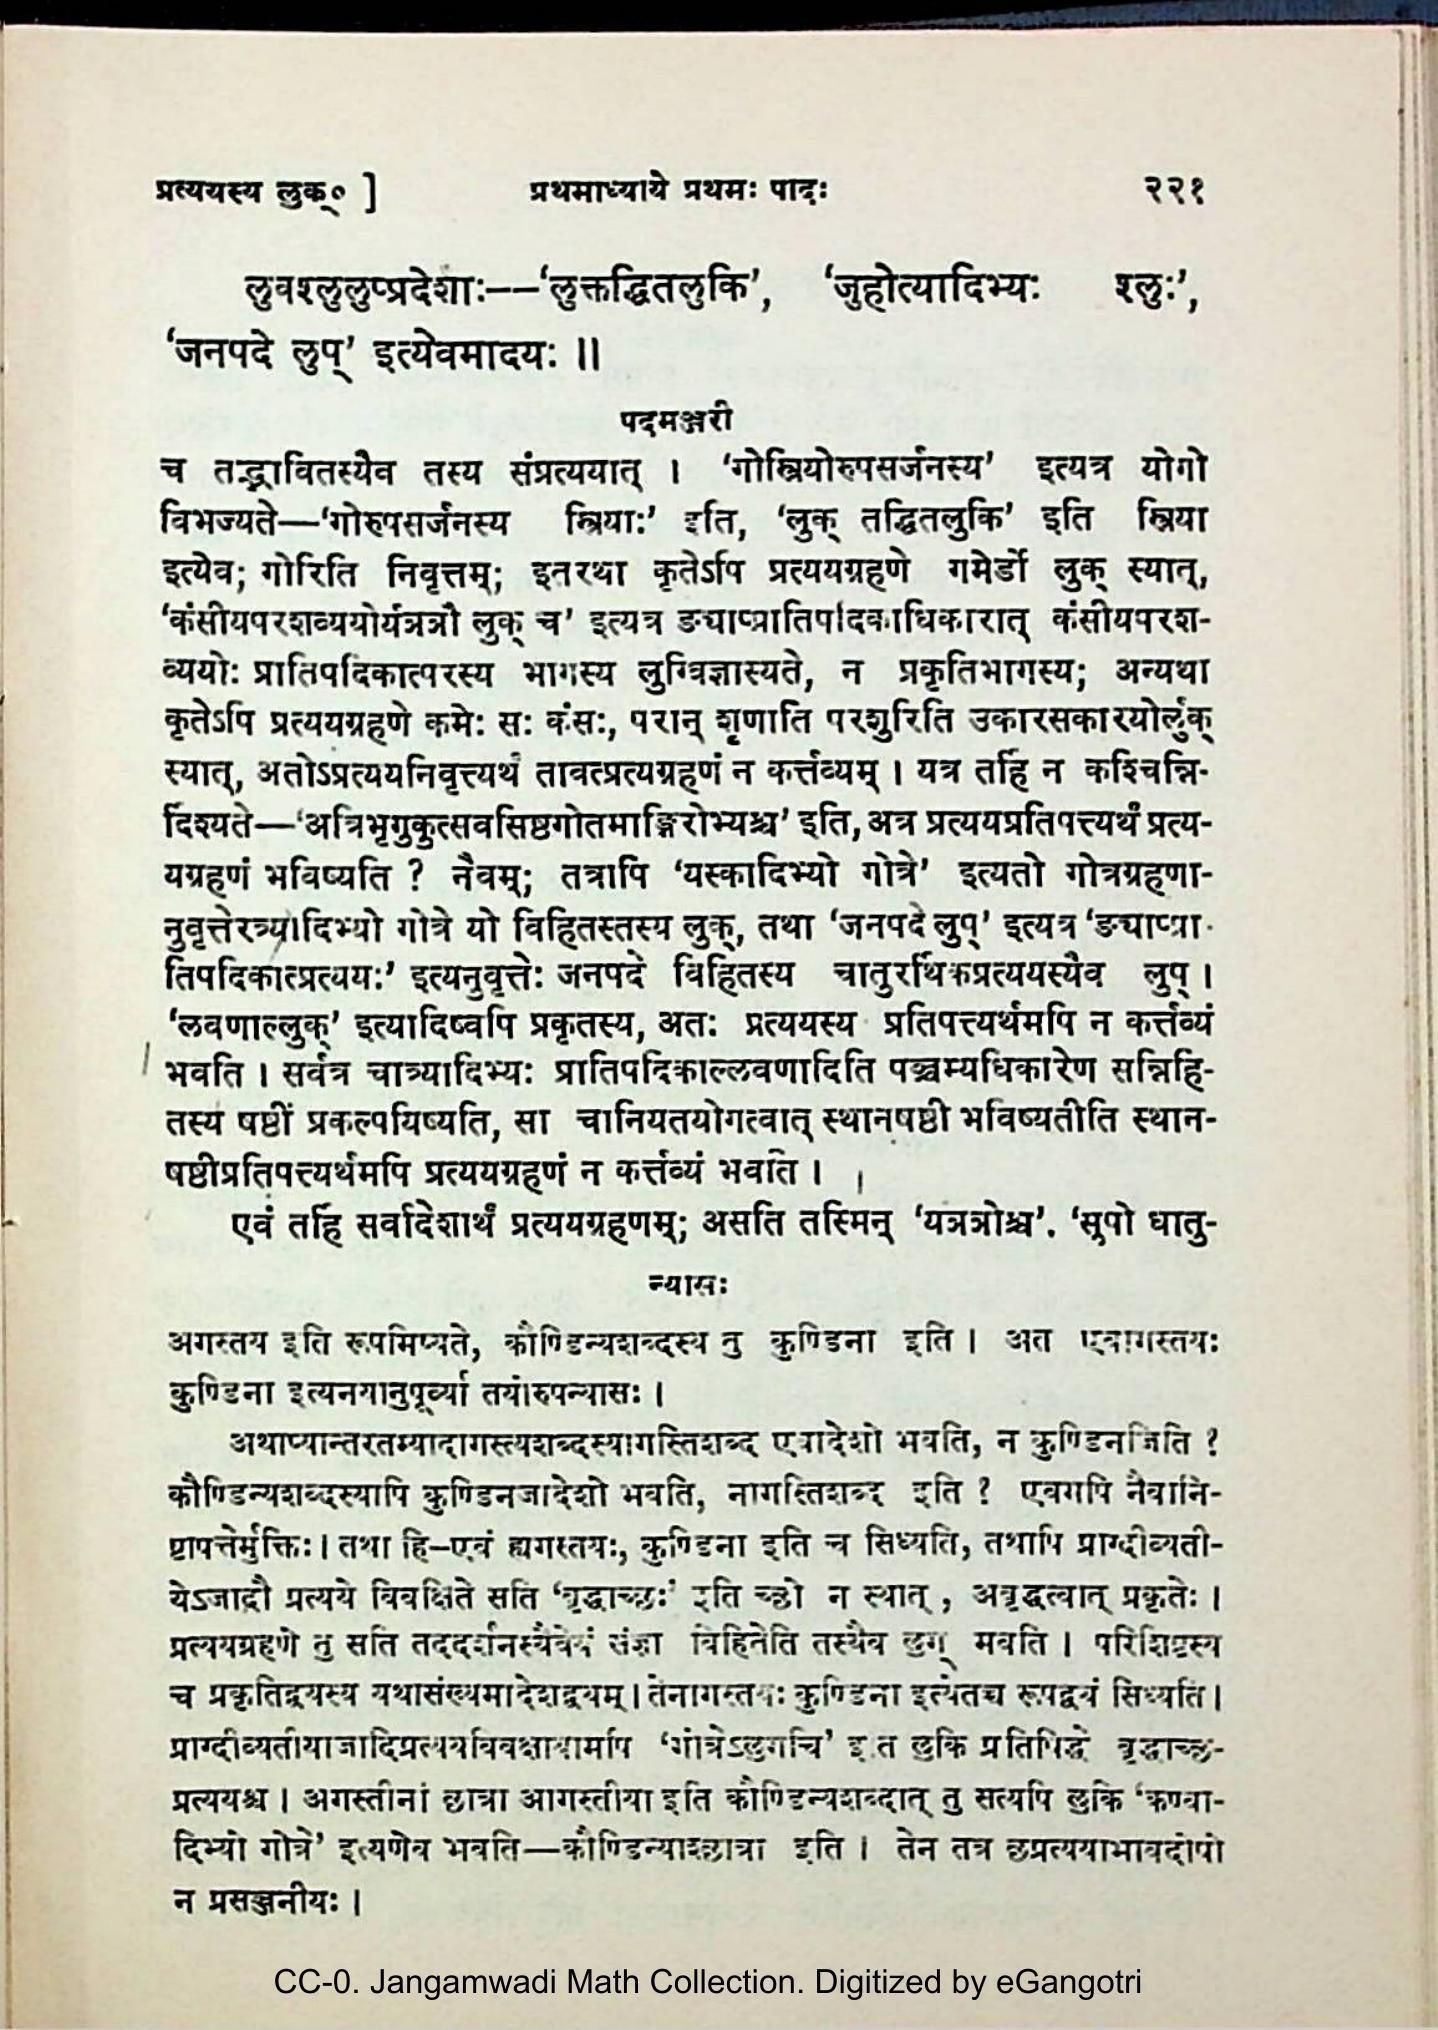 प्रत्ययस्य लुक्० ] प्रथमाध्याये प्रथमः पादः २२१
लुक्श्लुलुप्प्रदेशाः––‘लुक्तद्धितलुकि’, ‘जुहोत्यादिभ्यः श्लुः’,
‘जनपदे लुप्’ इत्येवमादयः ॥
पदमञ्जरी
च तद्भावितस्यैव तस्य संप्रत्ययात् । ‘गोस्त्रियोरुपसर्जनस्य’ इत्यत्र योगो
विभज्यते—‘गोरुपसर्जनस्य स्त्रियाः’ इति, ‘लुक् तद्धितलुकि’ इति स्त्रिया
इत्येव; गोरिति निवृत्तम्; इतरथा कृतेऽपि प्रत्ययग्रहणे गमेर्डो लुक् स्यात्,
‘कंसीयपरशव्ययोर्यञञौ लुक् च’ इत्यत्र ङ्याप्प्रातिपदिकाधिकारात् कंसीयपरश-
व्ययोः प्रातिपदिकात्परस्य भागस्य लुग्विज्ञास्यते, न प्रकृतिभागस्य; अन्यथा
कृतेऽपि प्रत्ययग्रहणे कमेः सः कंसः, परान् शृणाति परशुरिति उकारसकारयोर्लुक्
स्यात्, अतोऽप्रत्ययनिवृत्त्यर्थं तावत्प्रत्यग्रहणं न कर्त्तव्यम् । यत्र तर्हि न कश्चिन्नि-
र्दिश्यते—‘अत्रिभृगुकुत्सवसिष्ठगोतमाङ्गिरोभ्यश्च’ इति, अत्र प्रत्ययप्रतिपत्त्यर्थं प्रत्य-
यग्रहणं भविष्यति ? नैवम्; तत्रापि ‘यस्कादिभ्यो गोत्रे’ इत्यतो गोत्रग्रहणा-
नुवृत्तेरत्र्यादिभ्यो गोत्रे यो विहितस्तस्य लुक्, तथा ‘जनपदे लुप्’ इत्यत्र ‘ङ्याप्प्रा-
तिपदिकात्प्रत्ययः’ इत्यनुवृत्तेः जनपदे विहितस्य चातुरर्थिकप्रत्ययस्यैव लुप् ।
‘लवणाल्लुक्’ इत्यादिष्वपि प्रकृतस्य, अतः प्रत्ययस्य प्रतिपत्त्यर्थमपि न कर्त्तव्यं
भवति । सर्वत्र चात्र्यादिभ्यः प्रातिपदिकाल्लवणादिति पञ्चम्यधिकारेण सन्निहि-
तस्य षष्ठीं प्रकल्पयिष्यति, सा चानियतयोगत्वात् स्थानषष्ठी भविष्यतीति स्थान-
षष्ठीप्रतिपत्त्यर्थमपि प्रत्ययग्रहणं न कर्त्तव्यं भवति ।
एवं तर्हि सर्वादेशार्थं प्रत्ययग्रहणम्; असति तस्मिन् ‘यञञोश्च’. ‘सुपो धातु-
न्यासः
अगस्तय इति रूपमिष्यते, कौण्डिन्यशब्दस्य तु कुण्डिना इति । अत एवागस्तयः
कुण्डिना इत्यनयानुपूर्व्या तयोरुपन्यासः ।
अथाप्यान्तरतम्यादागस्त्यशब्दस्यागस्तिशब्द एवादेशो भवति, न कुण्डिनजिति ?
कौण्डिन्यशब्दस्यापि कुण्डिनजादेशो भवति, नागस्तिशब्द इति ? एवमपि नैवानि-
ष्टापत्तेर्मुक्तिः। तथा हि–एवं ह्यगस्तयः, कुण्डिना इति च सिध्यति, तथापि प्राग्दीव्यती-
येऽजादौ प्रत्यये विवक्षिते सति ‘वृद्धाच्छः’ इति च्छो न स्यात् , अवृद्धत्वात् प्रकृतेः ।
प्रत्ययग्रहणे तु सति तददर्शनस्यैवेयं संज्ञा विहितेति तस्यैव लुग् भवति । परिशिष्टस्य
च प्रकृतिद्वयस्य यथासंख्यमादेशद्वयम्। तेनागस्तयः कुण्डिना इत्येतच्च रूपद्वयं सिध्यति।
प्राग्दीव्यतीयाजादिप्रत्ययविवक्षायामपि ‘गोत्रेऽलुगचि’ इति लुकि प्रतिषिद्धे वृद्धाच्छ-
प्रत्ययश्च । अगस्तीनां छात्रा आगस्तीया इति कौण्डिन्यशब्दात् तु सत्यपि लुकि ‘कण्वा-
दिभ्यो गोत्रे’ इत्यणेव भवति—कौण्डिन्याश्छात्रा इति । तेन तत्र छप्रत्ययाभावदोषो
न प्रसञ्जनीयः ।
CC-0. Jangamwadi Math Collection. Digitized by eGangotri